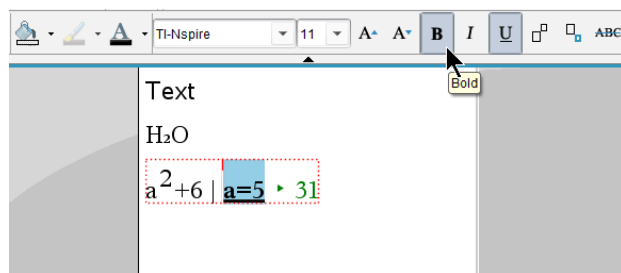 A TI-Nspire 11 A A B I U ABC
Bold
Text
H₂O
a²+6 | a=5 ▸ 31